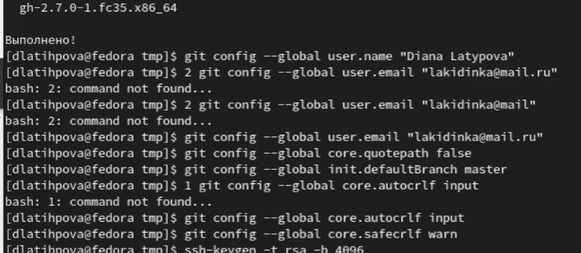 gh-2.7.0-1.fc35.x86_64
Выполнено!
[dlatihpova@fedora tmp]$ git config --global user.name "Diana Latypova"
[dlatihpova@fedora tmp]$ 2 git config --global user.email "lakidinka@mail.ru"
bash: 2: command not found...
[dlatihpova@fedora tmp]$ 2 git config --global user.email "lakidinka@mail"
bash: 2: command not found...
[dlatihpova@fedora tmp]$ git config --global user.email "lakidinka@mail.ru"
[dlatihpova@fedora tmp]$ git config --global core.quotepath false
[dlatihpova@fedora tmp]$ git config --global init.defaultBranch master
[dlatihpova@fedora tmp]$ 1 git config --global core.autocrlf input
bash: 1: command not found...
[dlatihpova@fedora tmp]$ git config --global core.autocrlf input
[dlatihpova@fedora tmp]$ git config --global core.safecrlf warn
[dlatihpova@fedora tmp]$ ssh-keygen -t rsa -b 4096